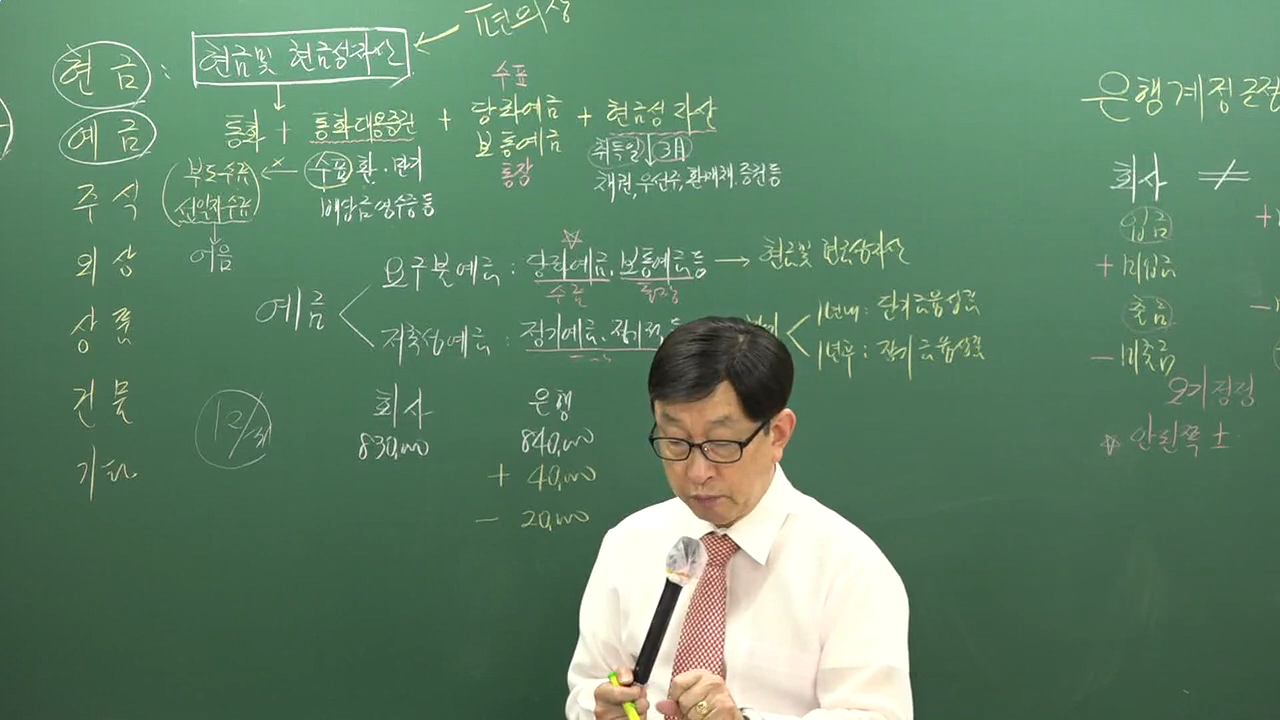 1년이상
현금 : 현금및 현금성자산
예금
통화 + 통화대용증권 + 당좌예금 + 현금성 자산
수표
보통예금
통장
취득일 3月
채권, 우선주, 환매채. 증권 등
부도수표
선일자수표
어음
수표 환 · 만기
배당금 영수증 등
주식
외상
상품
건물
기타
예금
요구불예금 : 당좌예금, 보통예금등 → 현금및 현금성자산
수표 통장
저축성예금 : 정기예금, 정기적
1년내 : 단기금융상품
1년후 : 장기금융상품
12/31
회사 은행
830,000 840,000
+ 40,000
- 20,000
은행계정조정
회사 ≠
입금 +
+ 미입금
출금 -
- 미출금
오기정정
☆ 안된쪽 ±